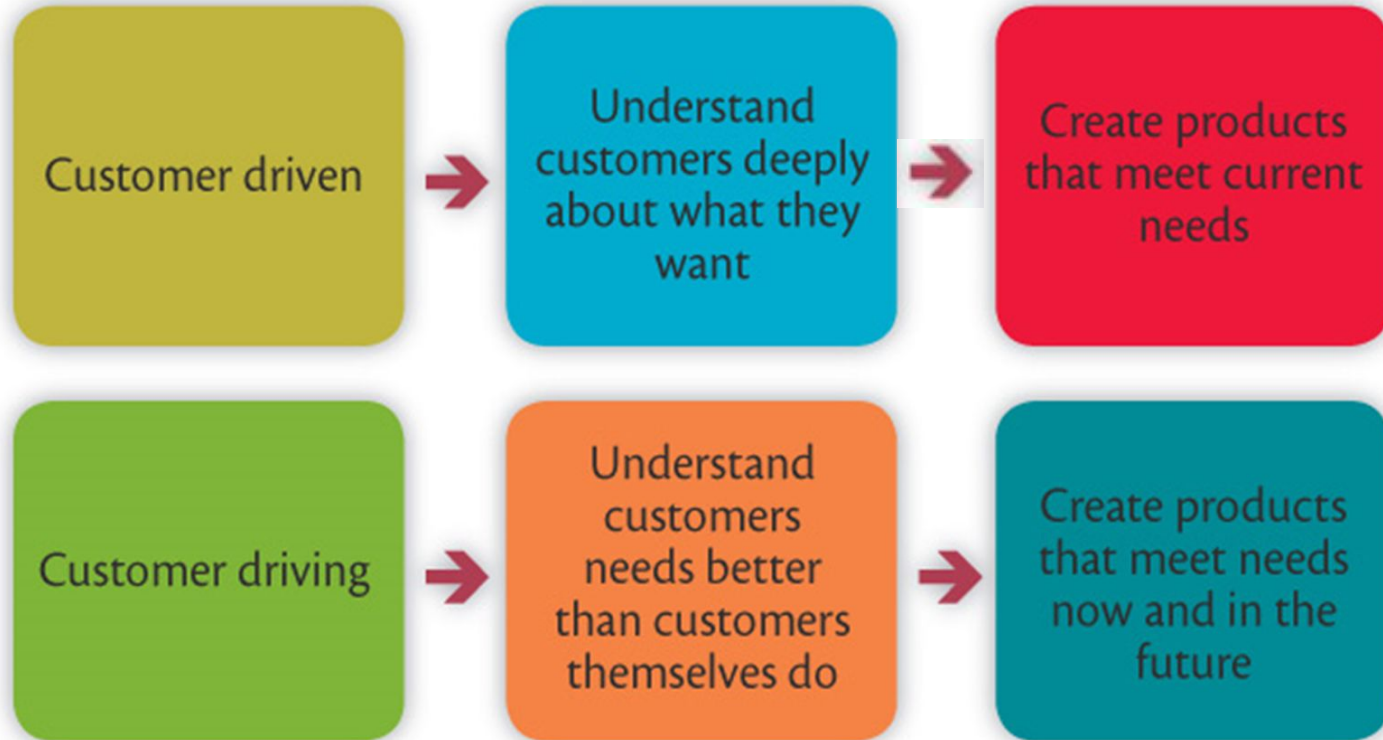 Customer driven
Understand
customers deeply
about what they
want
Create products
that meet current
needs
Customer driving
Understand
customers
needs better
than customers
themselves do
Create products
that meet needs
now and in the
future